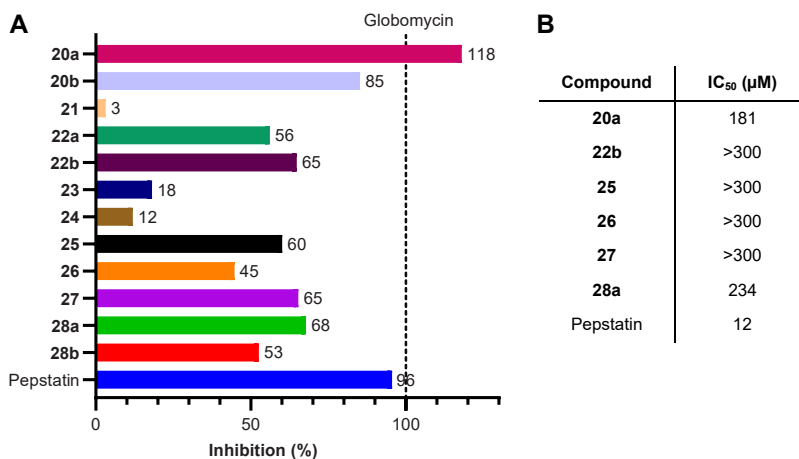 A
Globomycin
20a 118
20b 85
21 3
22a 56
22b 65
23 18
24 12
25 60
26 45
27 65
28a 68
28b 53
Pepstatin 96
0 50 100
Inhibition (%)
B
Compound IC₅₀ (μM)
20a 181
22b >300
25 >300
26 >300
27 >300
28a 234
Pepstatin 12